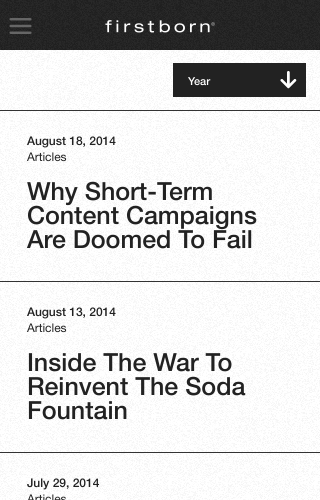 firstborn®
Year
August 18, 2014
Articles
Why Short-Term
Content Campaigns
Are Doomed To Fail
August 13, 2014
Articles
Inside The War To
Reinvent The Soda
Fountain
July 29, 2014
Articles